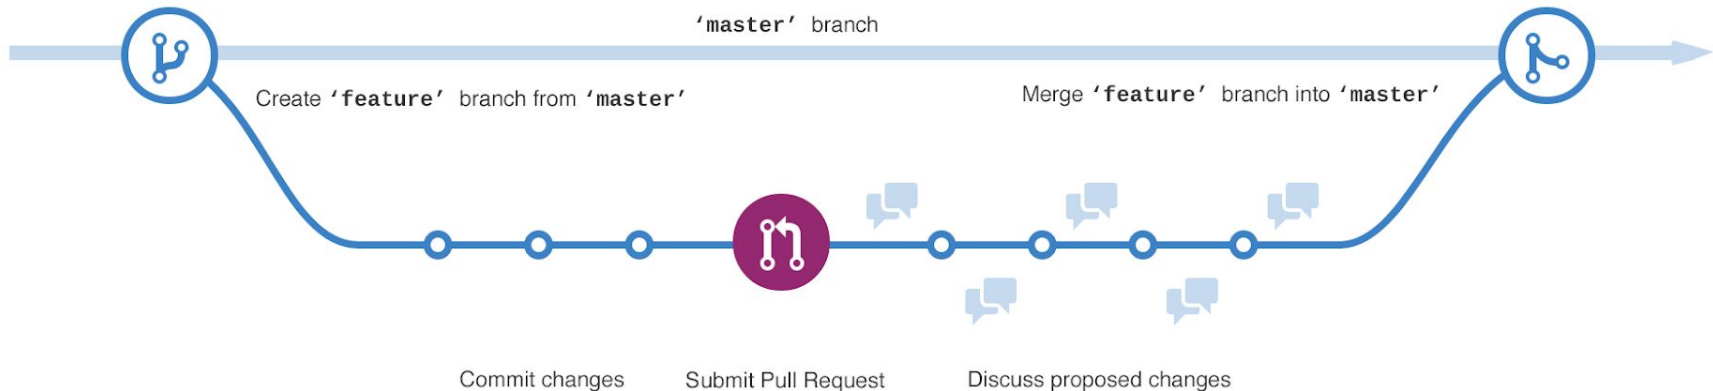 ‘master’ branch
Create ‘feature’ branch from ‘master’
Merge ‘feature’ branch into ‘master’
Commit changes
Submit Pull Request
Discuss proposed changes